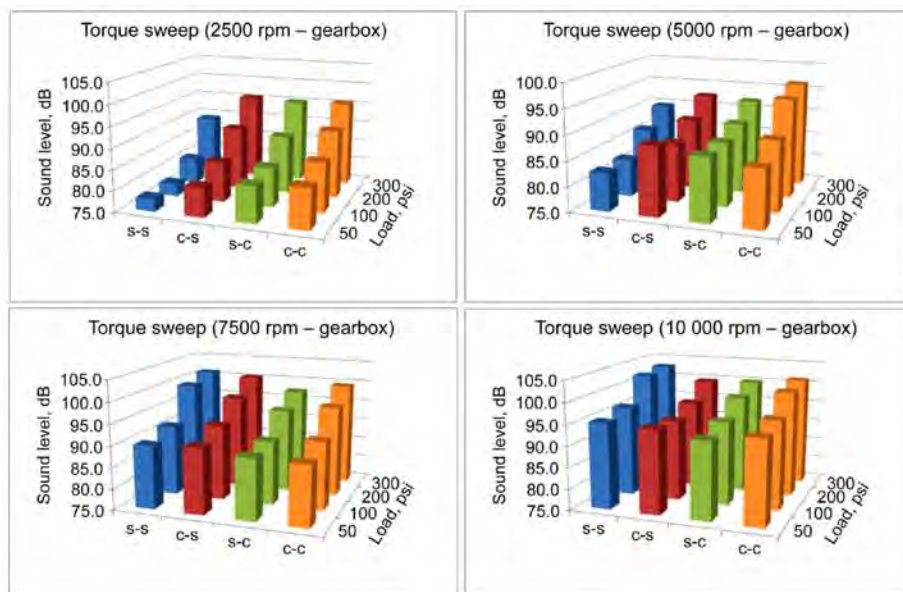 Torque sweep (2500 rpm – gearbox)
Sound level, dB
105.0
100.0
95.0
90.0
85.0
80.0
75.0
s-s
c-s
s-c
c-c
300
200
100
50
Load, psi
Torque sweep (5000 rpm – gearbox)
Sound level, dB
100.0
95.0
90.0
85.0
80.0
75.0
s-s
c-s
s-c
c-c
300
200
100
50
Load, psi
Torque sweep (7500 rpm – gearbox)
Sound level, dB
105.0
100.0
95.0
90.0
85.0
80.0
75.0
s-s
c-s
s-c
c-c
300
200
100
50
Load, psi
Torque sweep (10 000 rpm – gearbox)
Sound level, dB
105.0
100.0
95.0
90.0
85.0
80.0
75.0
s-s
c-s
s-c
c-c
300
200
100
50
Load, psi